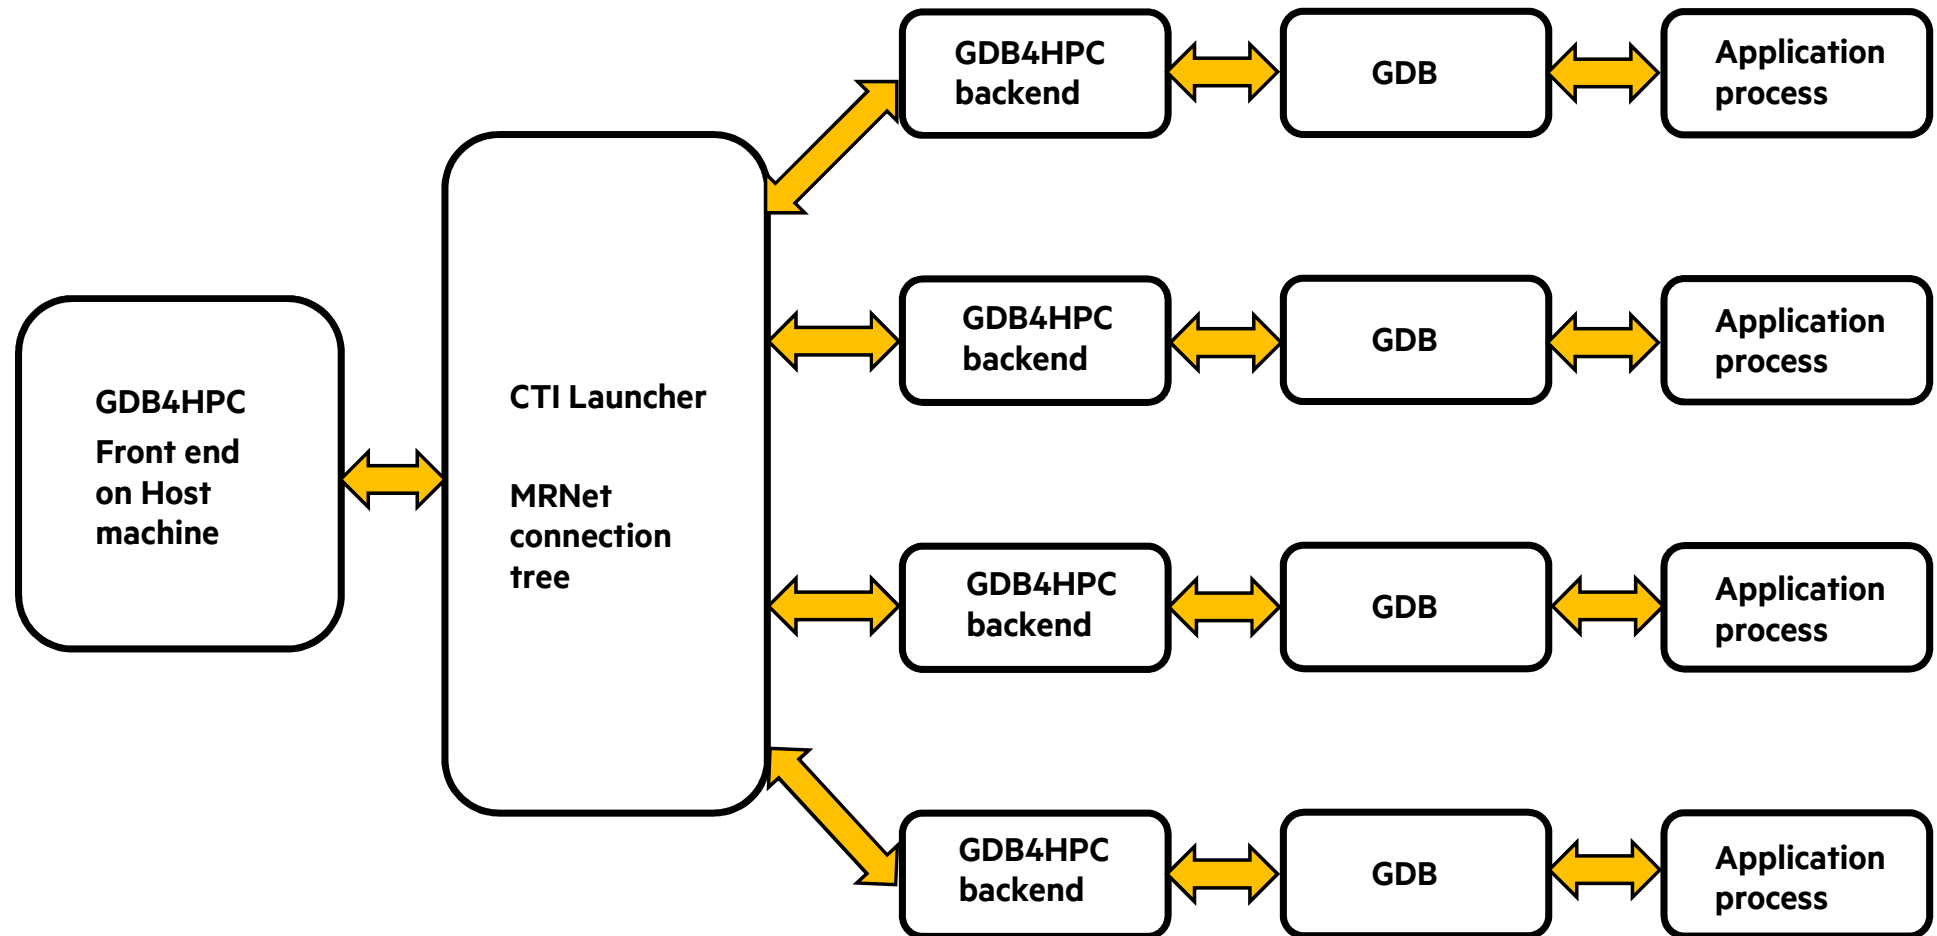 GDB4HPC
Front end
on Host
machine
CTI Launcher
MRNet
connection
tree
GDB4HPC
backend
GDB
Application
process
GDB4HPC
backend
GDB
Application
process
GDB4HPC
backend
GDB
Application
process
GDB4HPC
backend
GDB
Application
process